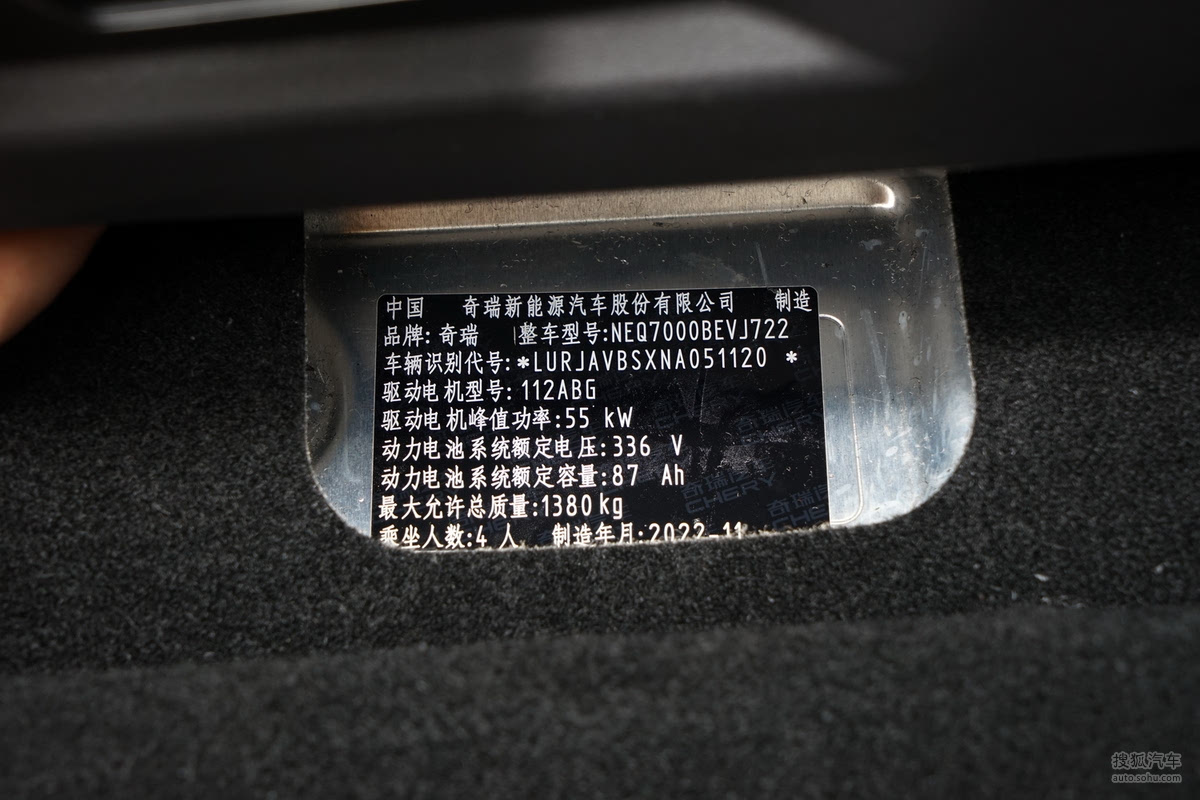 中国 奇瑞新能源汽车股份有限公司 制造
品牌: 奇瑞 整车型号:NEQ7000BEVJ722
车辆识别代号:*LURJAVBSXNA051120 *
驱动电机型号: 112ABG
驱动电机峰值功率:55 kW
动力电池系统额定电压:336 V
动力电池系统额定容量:87 Ah
最大允许总质量:1380kg
乘坐人数:4 人 制造年月:2022-11
搜狐汽车
auto.sohu.com